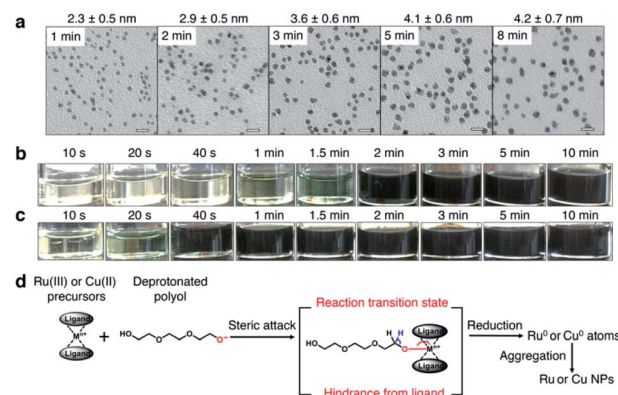 2.3 ± 0.5 nm 2.9 ± 0.5 nm 3.6 ± 0.6 nm 4.1 ± 0.6 nm 4.2 ± 0.7 nm
a 1 min 2 min 3 min 5 min 8 min
b 10 s 20 s 40 s 1 min 1.5 min 2 min 3 min 5 min 10 min
c 10 s 20 s 40 s 1 min 1.5 min 2 min 3 min 5 min 10 min
d
Ru(III) or Cu(II)
precursors
Deprotonated
polyol
Ligand
Mn+
Ligand
+
HO O O O−
Steric attack
Reaction transition state
HO O O O H H
Ligand
Mn+
Ligand
Hindrance from ligand
Reduction
Ru⁰ or Cu⁰ atoms
Aggregation
Ru or Cu NPs